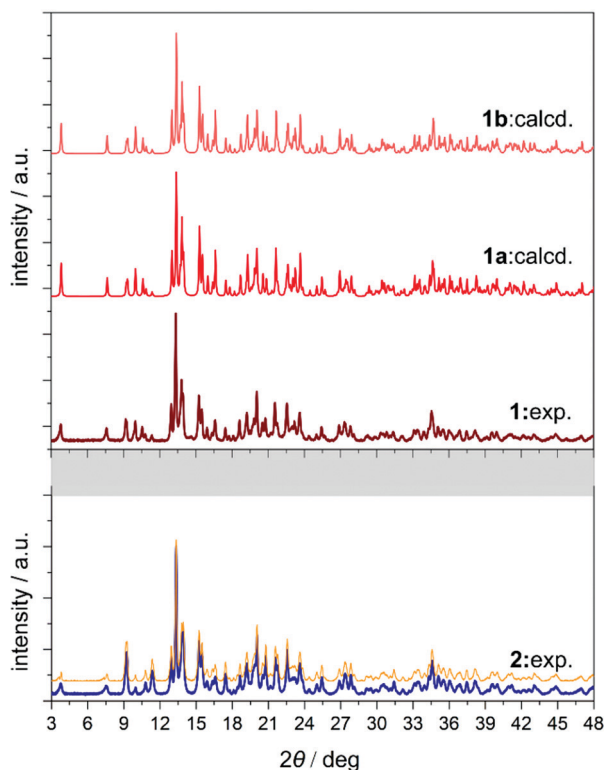 intensity / a.u.
1b:calcd.
1a:calcd.
1:exp.
intensity / a.u.
2:exp.
3 6 9 12 15 18 21 24 27 30 33 36 39 42 45 48
2θ / deg